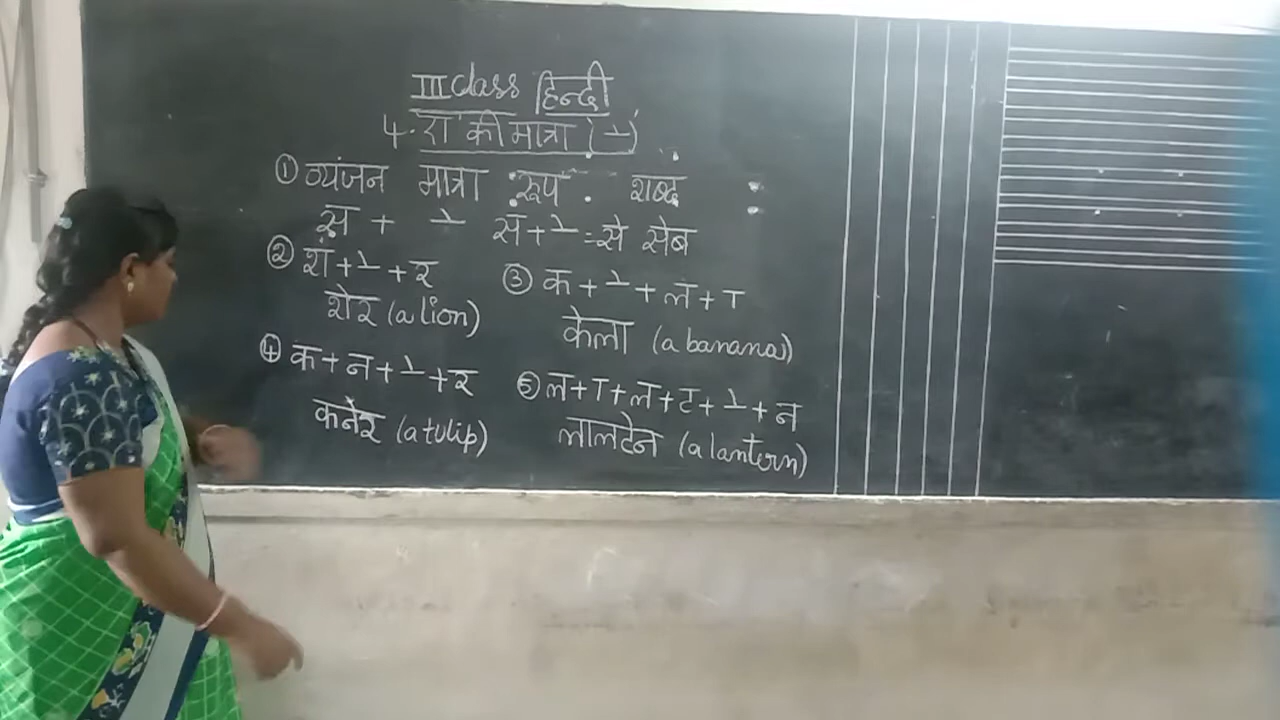 III class हिन्दी
4. रा की मात्रा ( े )
① व्यंजन मात्रा रूप शब्द
स + े स + े = से सेब
② श + े + र
शेर (a lion)
③ क + े + ल + ा
केला (a banana)
④ क + न + े + र
कनेर (a tulip)
⑤ ल + ा + ल + ट + े + न
लालटेन (a lantern)